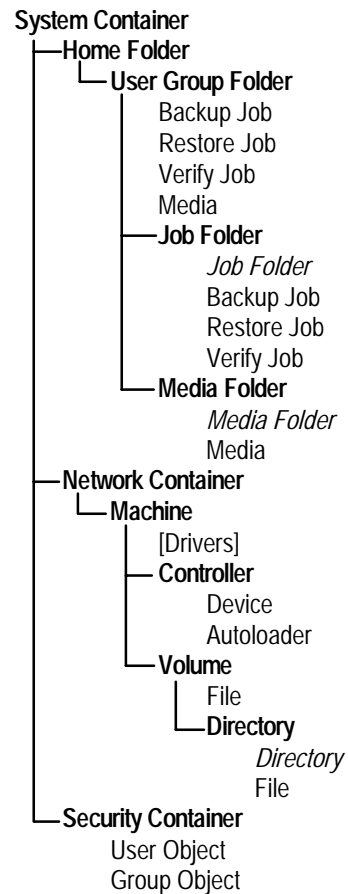 System Container
Home Folder
User Group Folder
Backup Job
Restore Job
Verify Job
Media
Job Folder
Job Folder
Backup Job
Restore Job
Verify Job
Media Folder
Media Folder
Media
Network Container
Machine
[Drivers]
Controller
Device
Autoloader
Volume
File
Directory
Directory
File
Security Container
User Object
Group Object